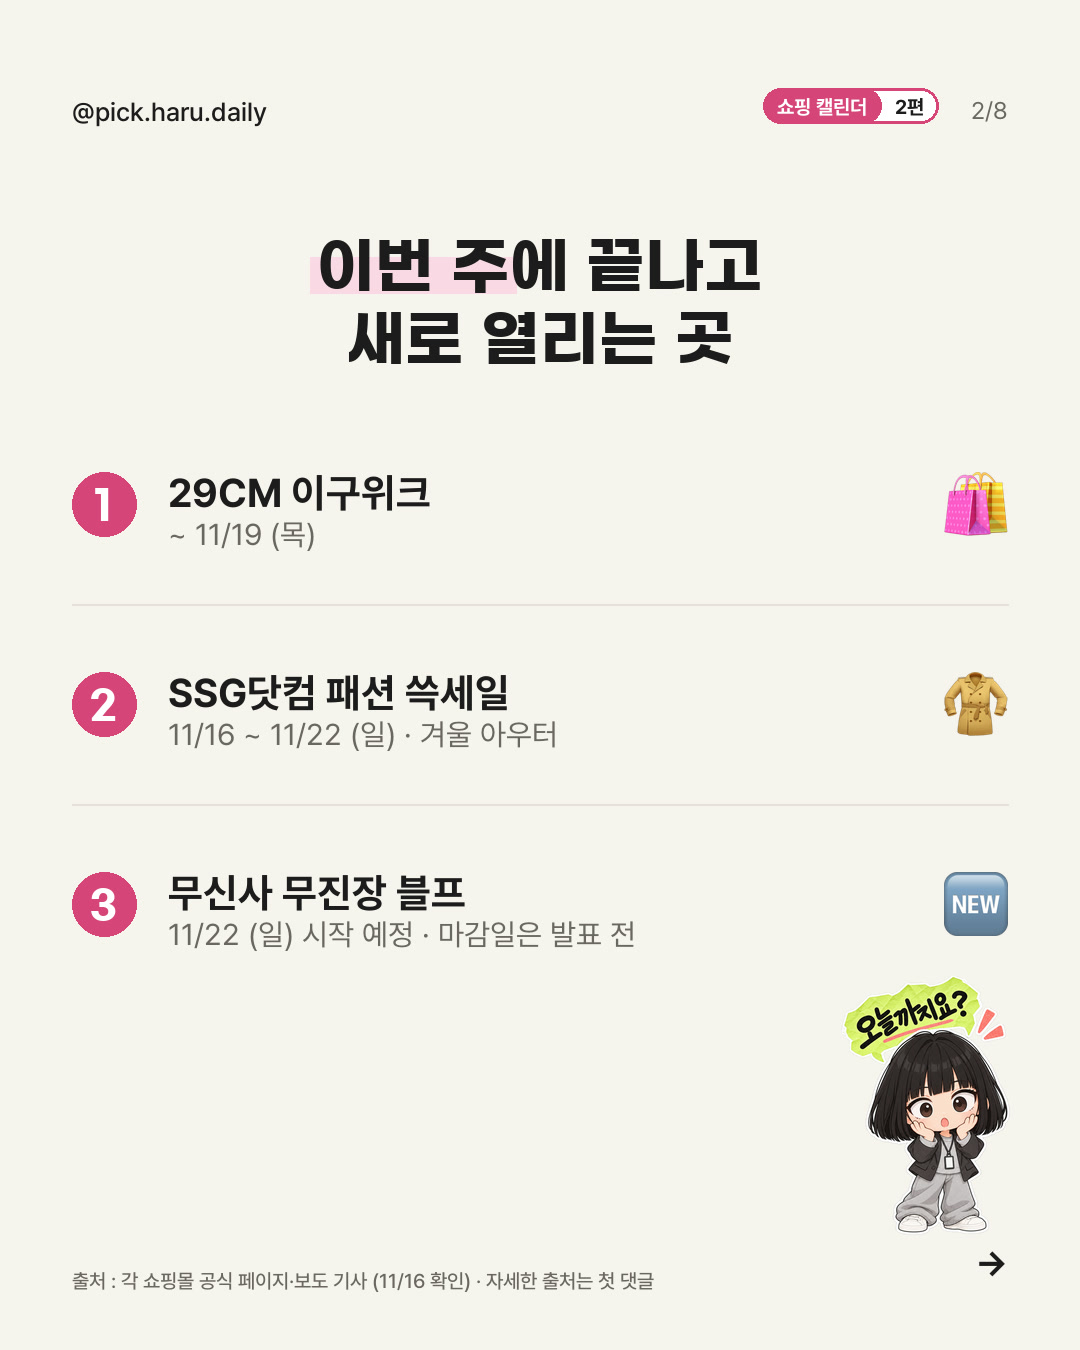 @pick.haru.daily
쇼핑 캘린더 2편 2/8
이번 주에 끝나고
새로 열리는 곳
1 29CM 이구위크
~ 11/19 (목)
2 SSG닷컴 패션 쓱세일
11/16 ~ 11/22 (일) · 겨울 아우터
3 무신사 무진장 블프
NEW
11/22 (일) 시작 예정 · 마감일은 발표 전
오늘까지요?
출처 : 각 쇼핑몰 공식 페이지·보도 기사 (11/16 확인) · 자세한 출처는 첫 댓글
→